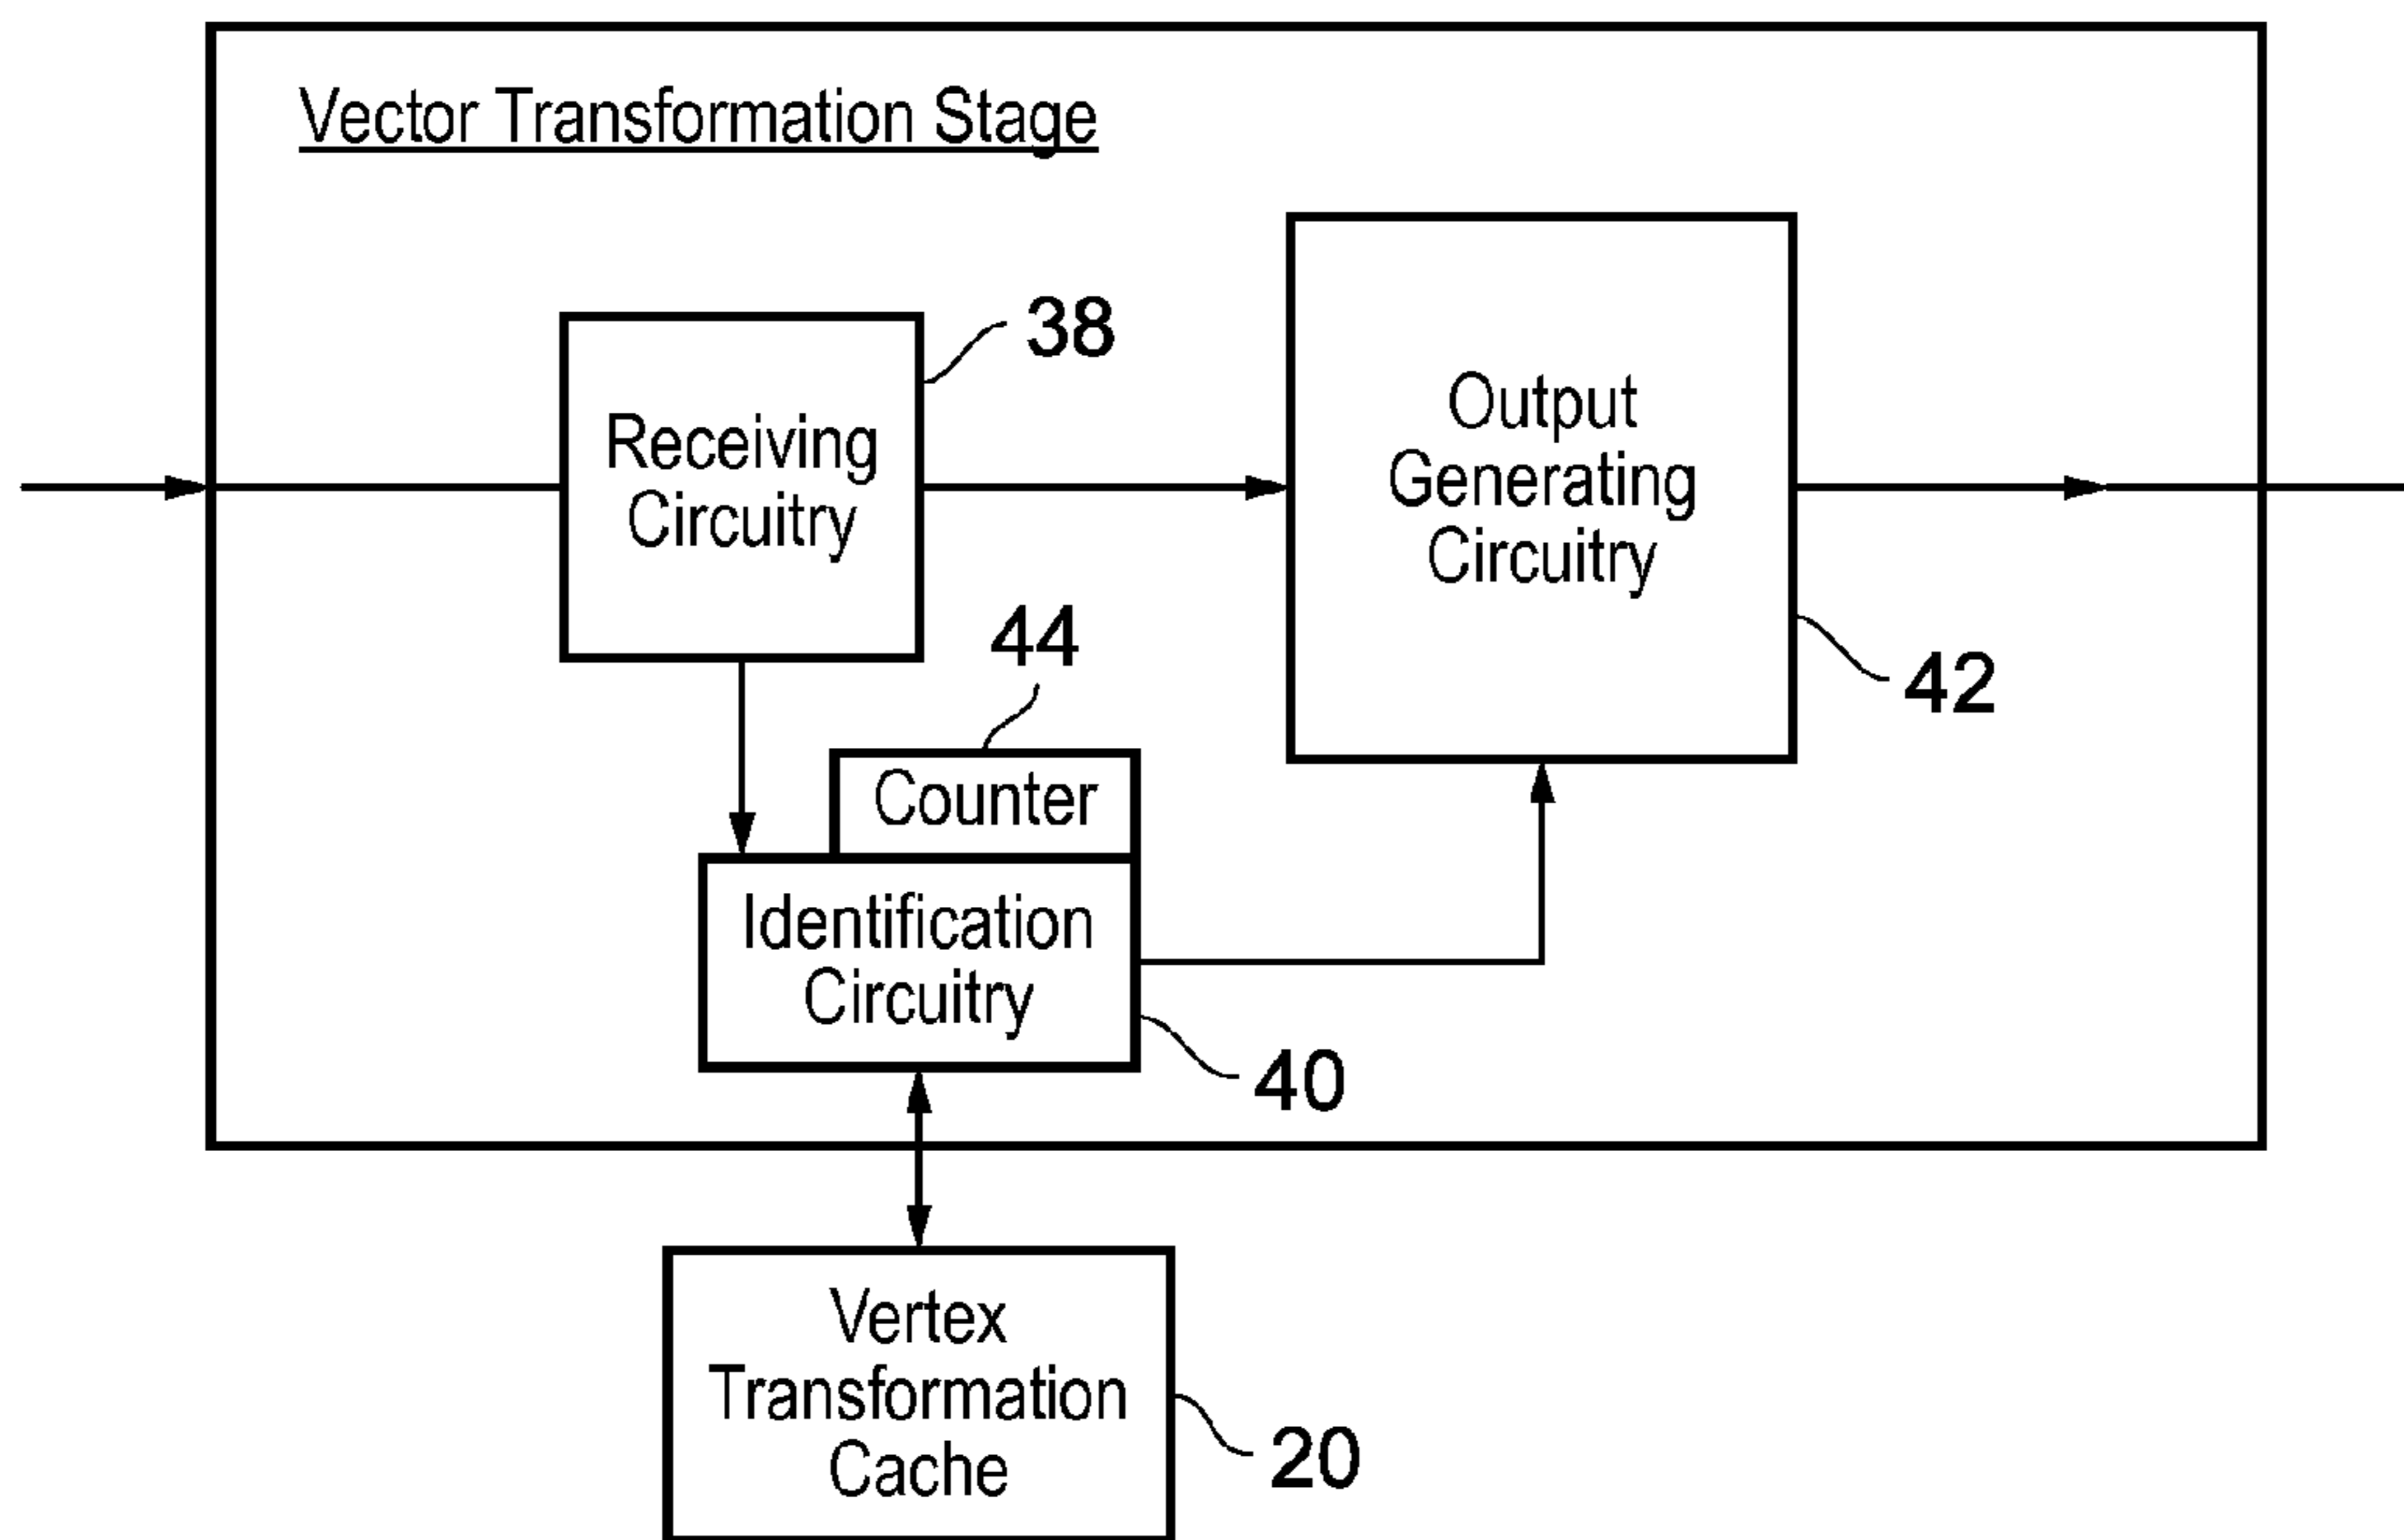 Vector Transformation Stage
38
Receiving
Circuitry
Output
Generating
Circuitry
42
44
Counter
Identification
Circuitry
40
Vertex
Transformation
Cache
20